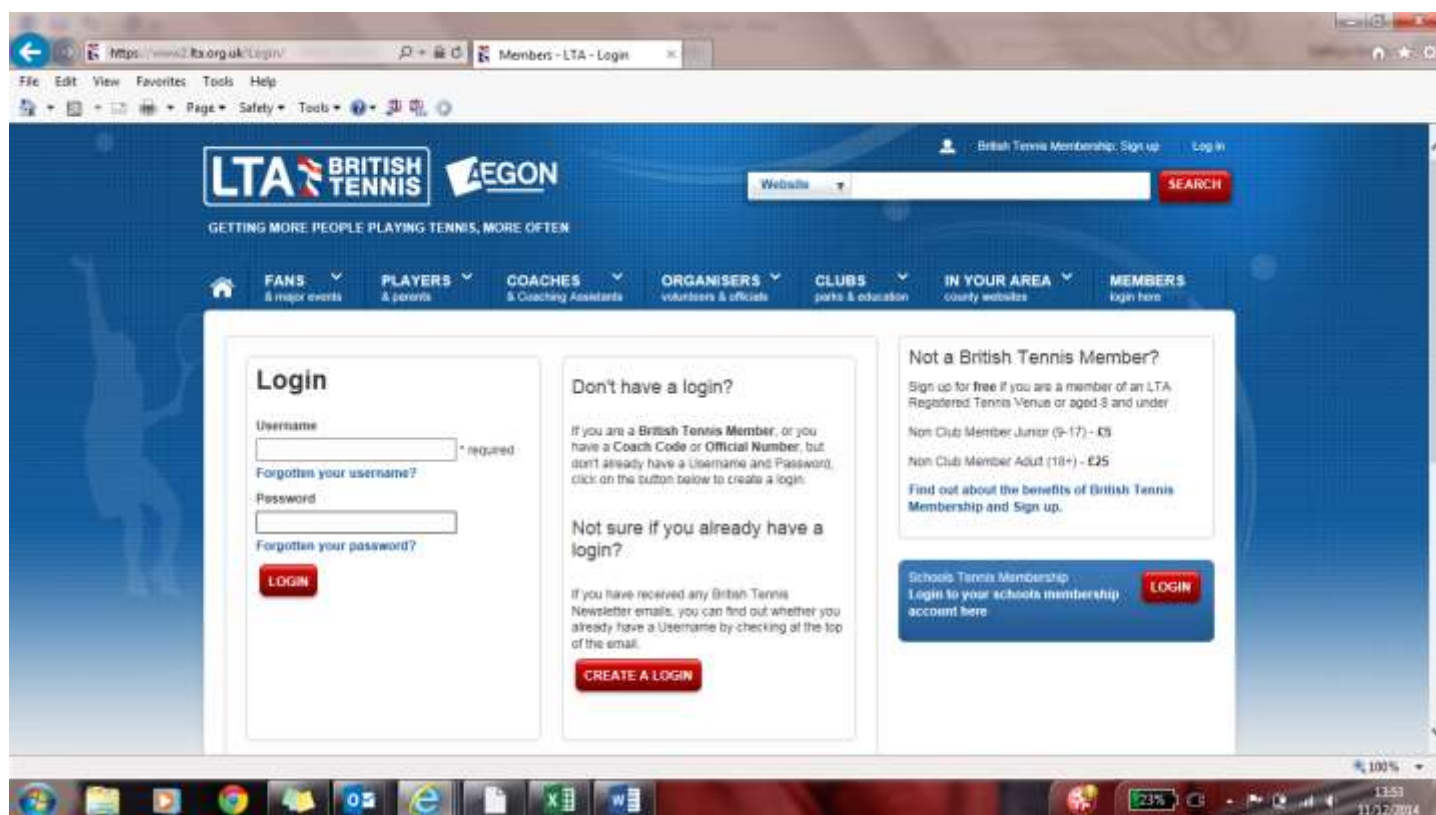 https://www2.lta.org.uk/Login/
Members - LTA - Login
File Edit View Favorites Tools Help
Page Safety Tools
British Tennis Membership: Sign up Log in
LTA BRITISH TENNIS AEGON
Website SEARCH
GETTING MORE PEOPLE PLAYING TENNIS, MORE OFTEN
FANS PLAYERS COACHES ORGANISERS CLUBS IN YOUR AREA MEMBERS
& major events & parents & Coaching Assistants volunteers & officials parks & education county websites login here
Login
Username
* required
Forgotten your username?
Password
Forgotten your password?
LOGIN
Don't have a login?
If you are a British Tennis Member, or you
have a Coach Code or Official Number, but
don't already have a Username and Password,
click on the button below to create a login.
Not sure if you already have a
login?
If you have received any British Tennis
Newsletter emails, you can find out whether you
already have a Username by checking at the top
of the email.
CREATE A LOGIN
Not a British Tennis Member?
Sign up for free if you are a member of an LTA
Registered Tennis Venue or aged 8 and under
Non Club Member Junior (9-17) - £5
Non Club Member Adult (18+) - £25
Find out about the benefits of British Tennis
Membership and Sign up.
Schools Tennis Membership
Login to your schools membership
account here
LOGIN
100%
23%
13:53
11/12/2014